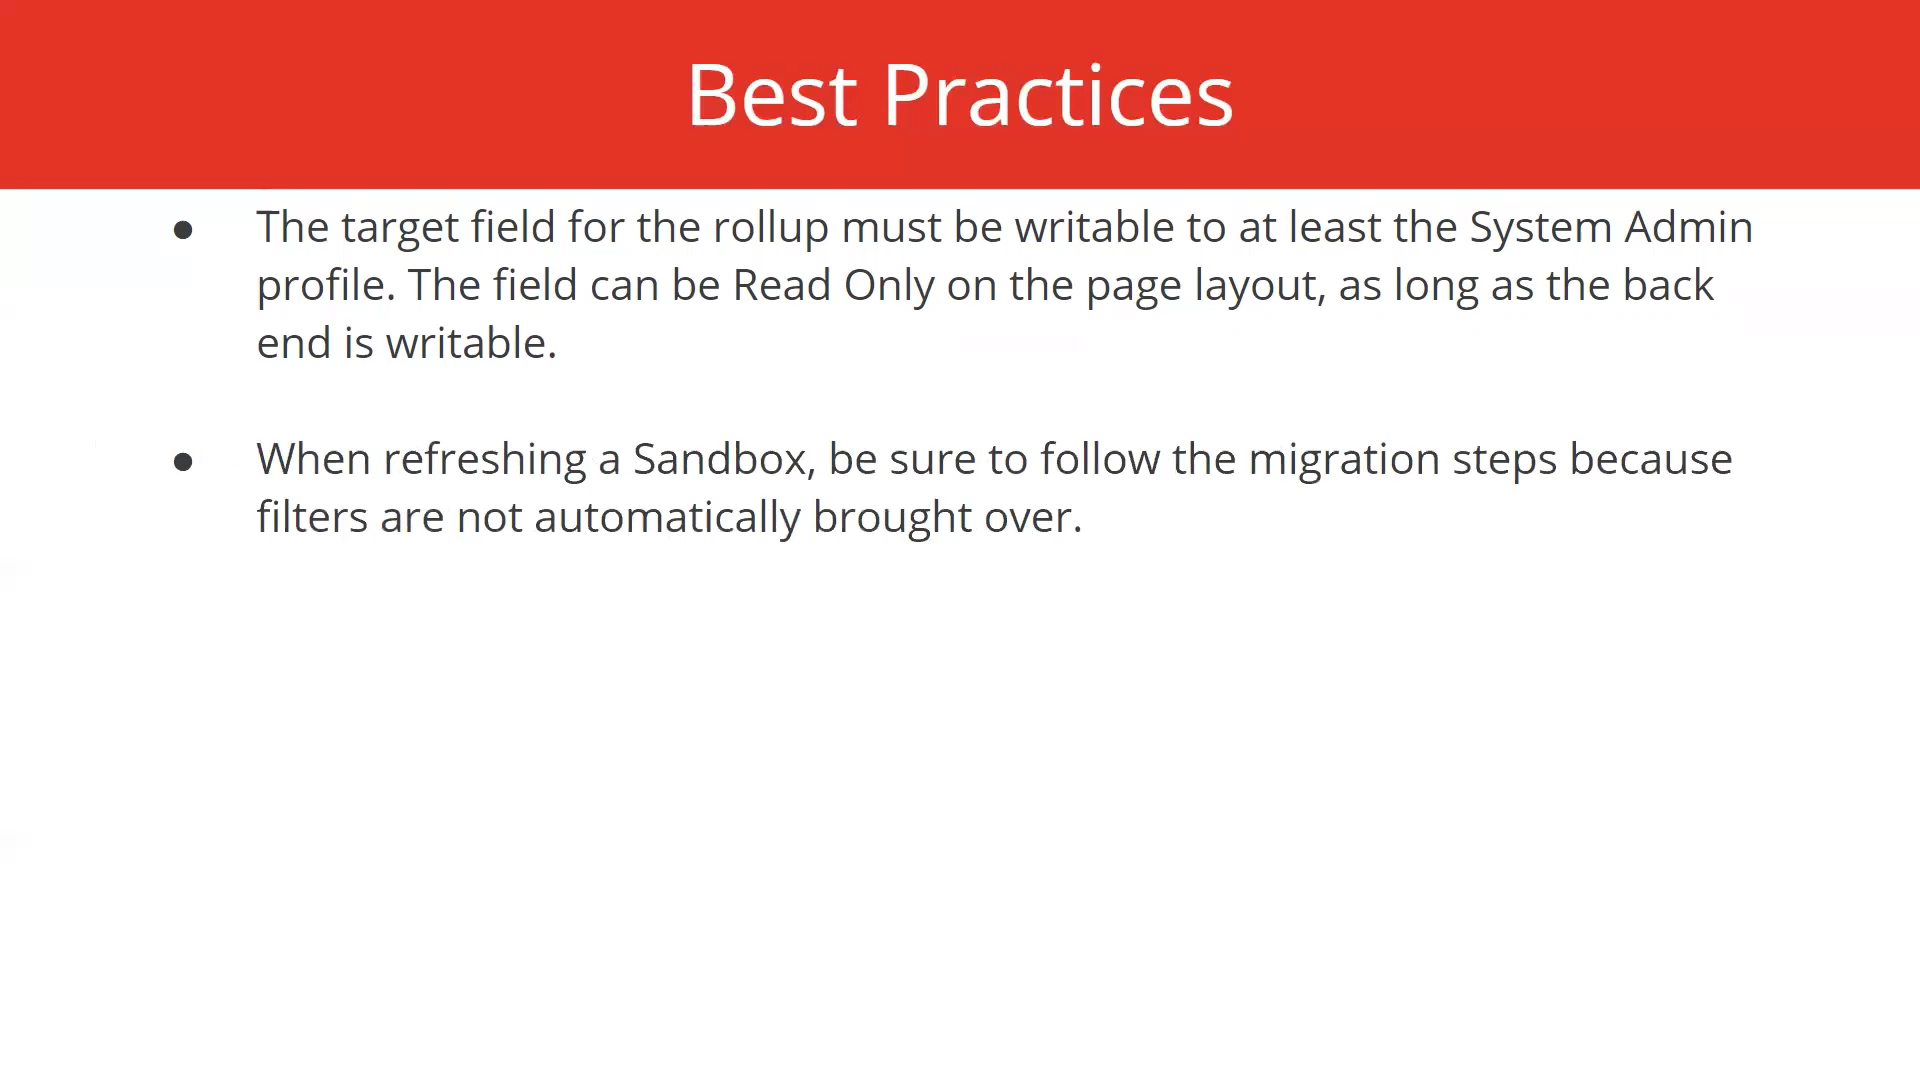 Best Practices
● The target field for the rollup must be writable to at least the System Admin
profile. The field can be Read Only on the page layout, as long as the back
end is writable.
● When refreshing a Sandbox, be sure to follow the migration steps because
filters are not automatically brought over.